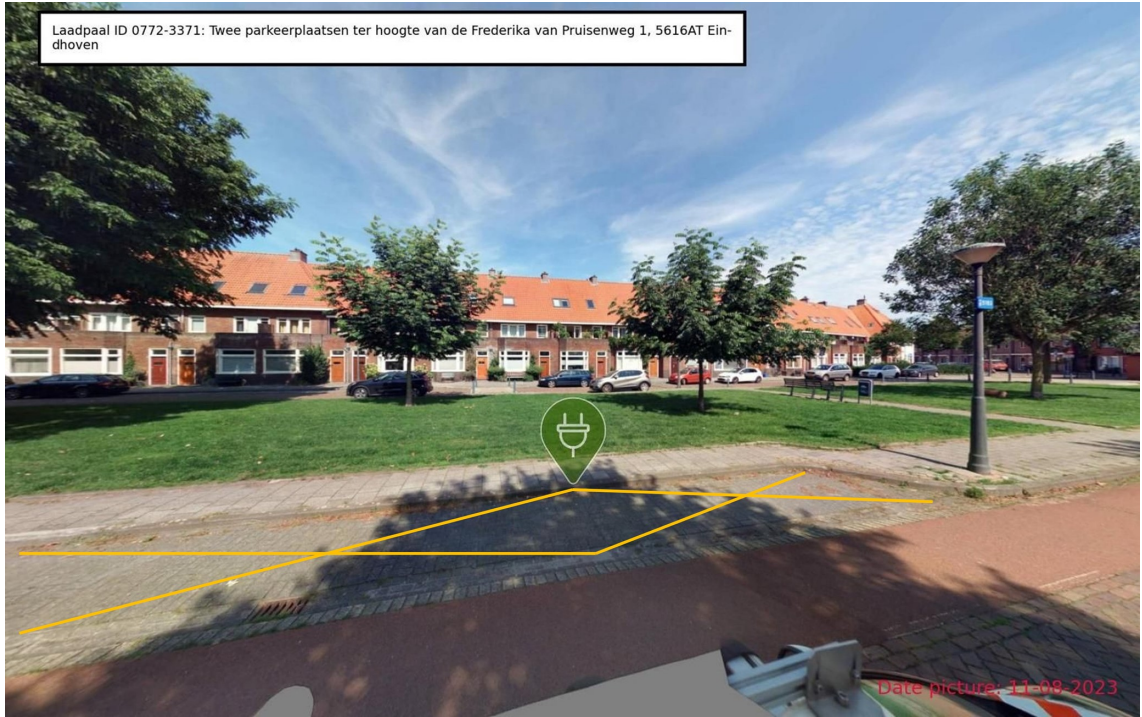 Laadpaal ID 0772-3371: Twee parkeerplaatsen ter hoogte van de Frederika van Pruisenweg 1, 5616AT Ein-
dhoven
Date picture: 11-08-2023